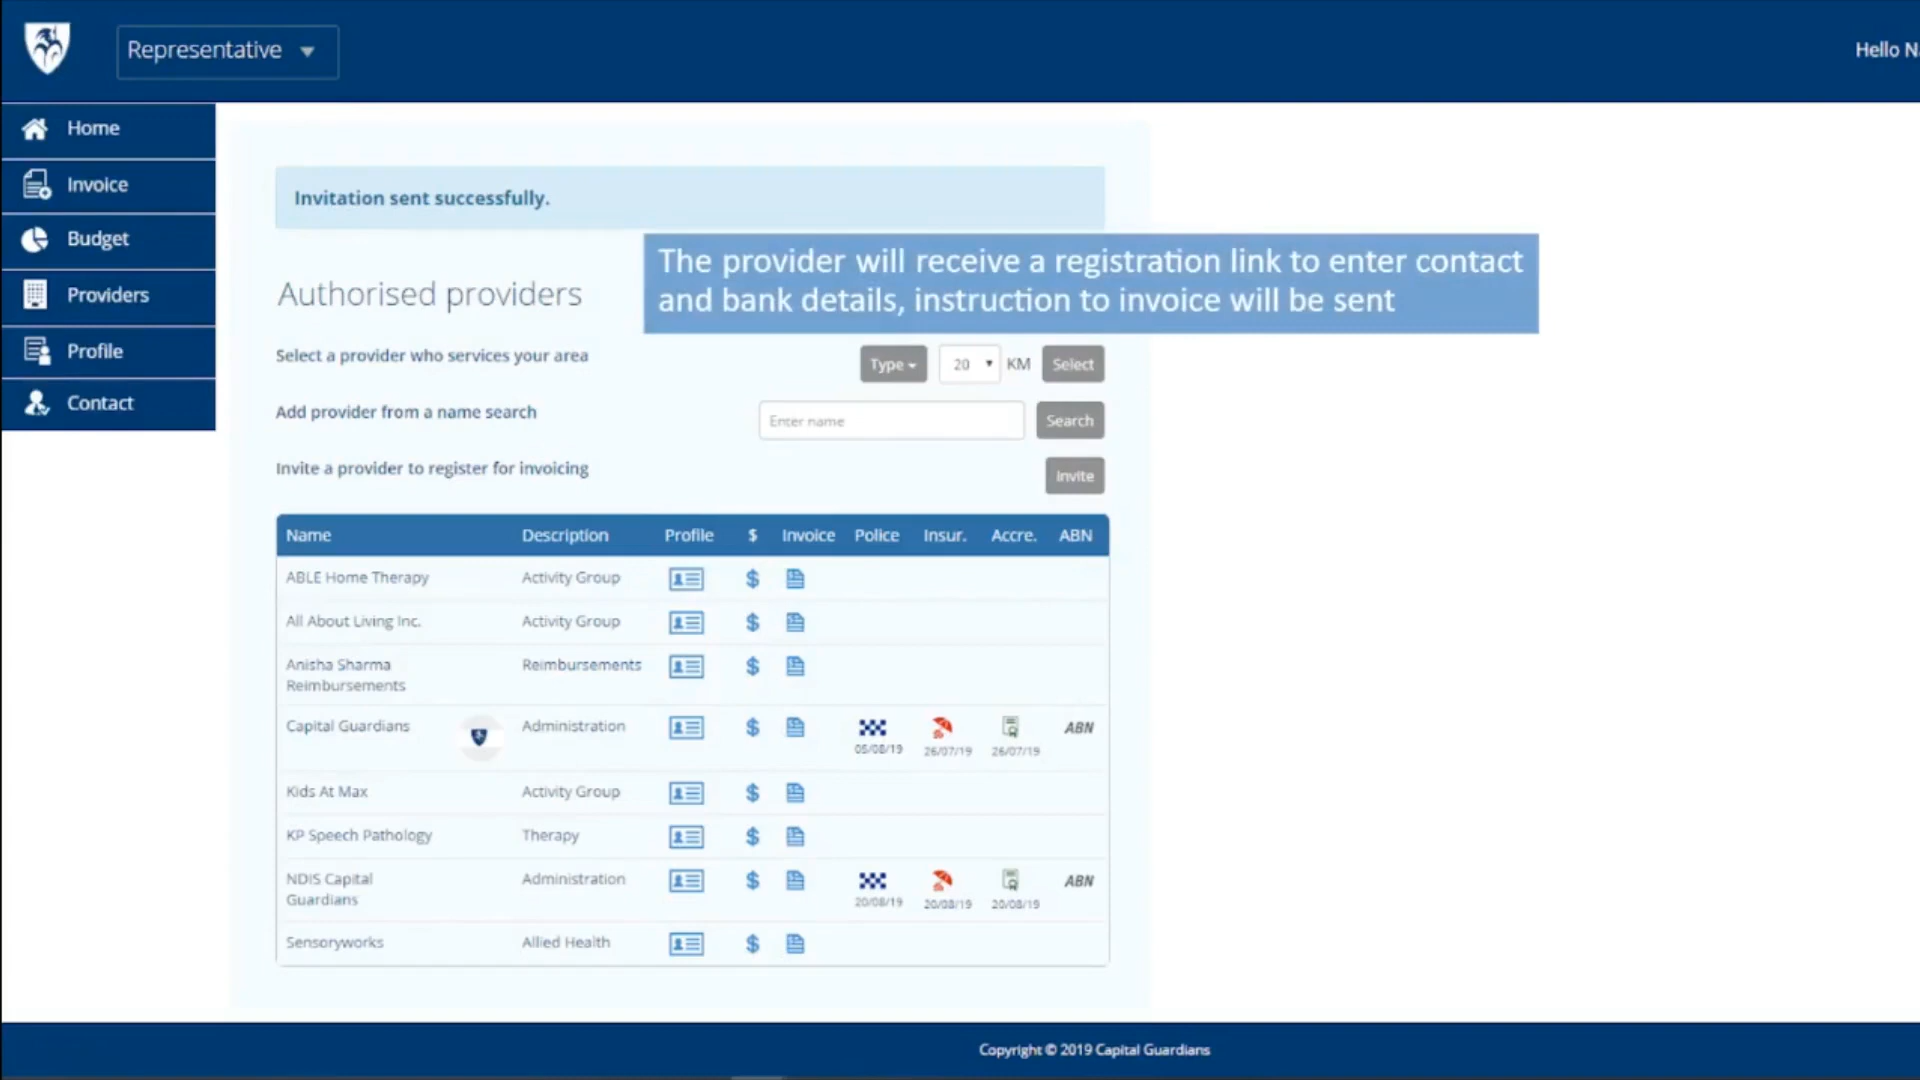 Representative
Hello N
Home
Invoice
Budget
Providers
Profile
Contact
Invitation sent successfully.
The provider will receive a registration link to enter contact
and bank details, instruction to invoice will be sent
Authorised providers
Select a provider who services your area
Type
20
KM
Select
Add provider from a name search
Enter name
Search
Invite a provider to register for invoicing
Invite
Name Description Profile $ Invoice Police Insur. Accre. ABN
ABLE Home Therapy Activity Group $
All About Living Inc. Activity Group $
Anisha Sharma Reimbursements $
Reimbursements
Capital Guardians Administration $ ABN
05/08/19 26/07/19 26/07/19
Kids At Max Activity Group $
KP Speech Pathology Therapy $
NDIS Capital Administration $ ABN
Guardians 20/08/19 20/08/19 20/08/19
Sensoryworks Allied Health $
Copyright © 2019 Capital Guardians